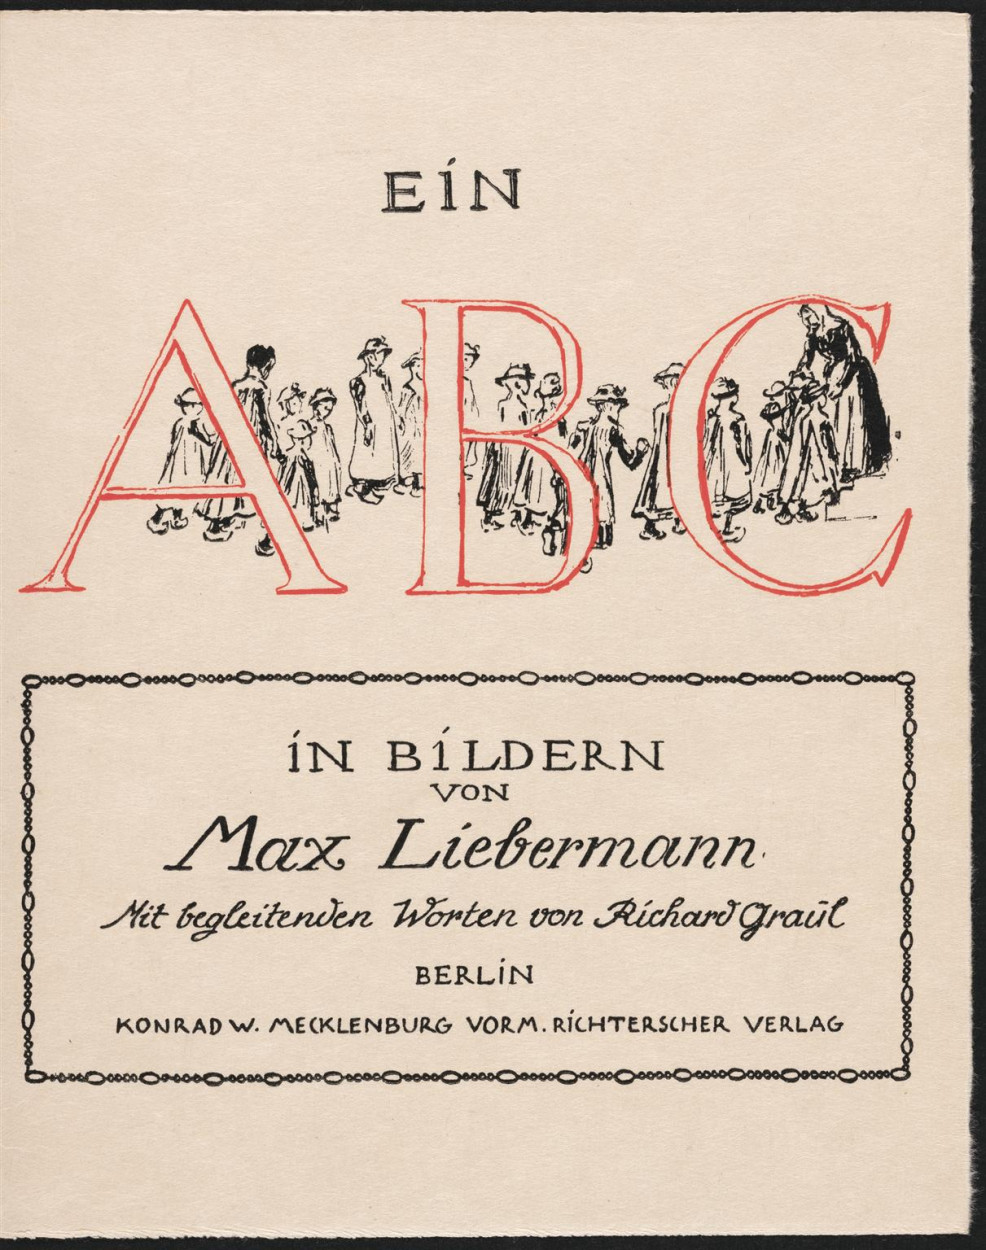 EiN
ABC
iN BiLDERN
VON
Max Liebermann
Mit begleitenden Worten von Richard Graul
BERLiN
KONRAD W. MECKLENBURG VORM. RiCHTERSCHER VERLAG